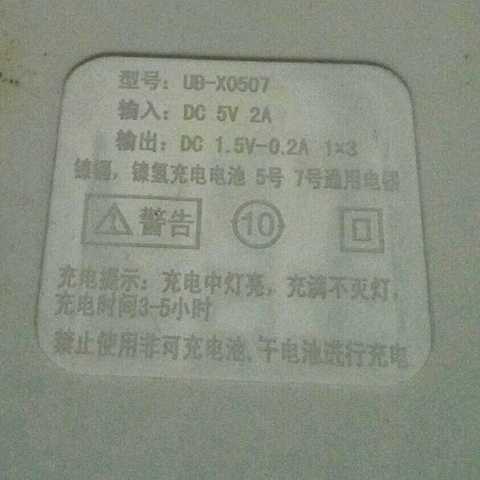 型号：UB-X0507
输入：DC 5V 2A
输出：DC 1.5V-0.2A 1×3
镍镉，镍氢充电电池 5号 7号通用电器
警告 10
充电提示：充电中灯亮，充满不灭灯，
充电时间3-5小时
禁止使用非可充电池、干电池进行充电